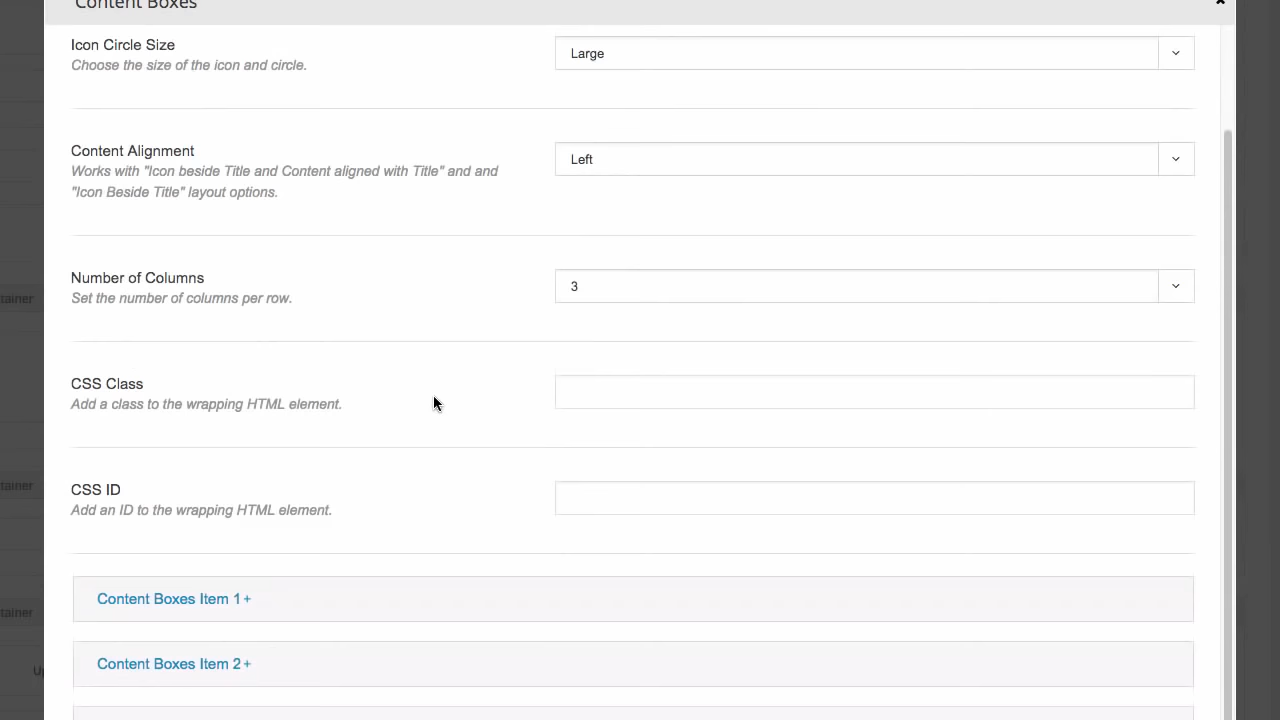 Content Boxes
Icon Circle Size
Choose the size of the icon and circle.
Large
Content Alignment
Works with "Icon beside Title and Content aligned with Title" and and
"Icon Beside Title" layout options.
Left
Number of Columns
Set the number of columns per row.
3
tainer
CSS Class
Add a class to the wrapping HTML element.
CSS ID
Add an ID to the wrapping HTML element.
tainer
Content Boxes Item 1+
tainer
Content Boxes Item 2+